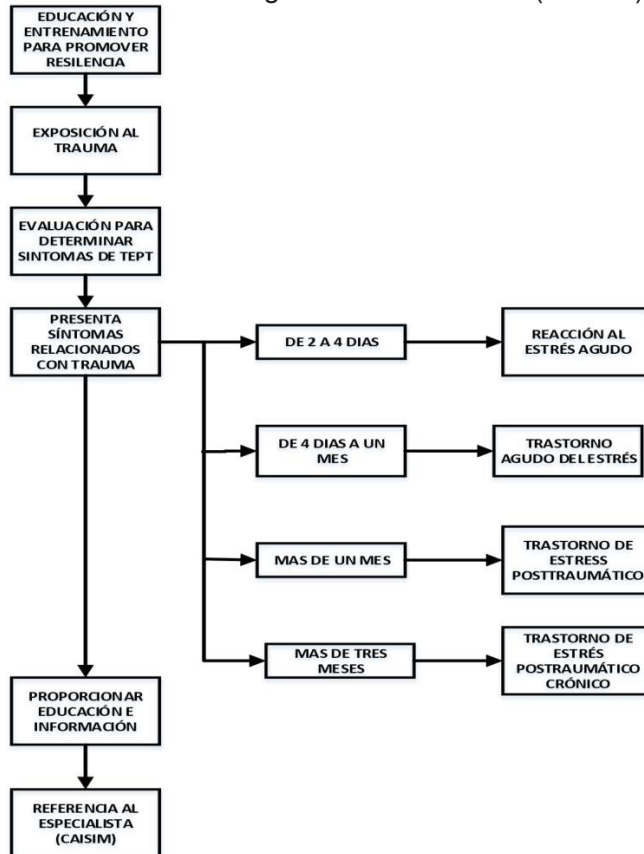 EDUCACIÓN Y
ENTRENAMIENTO
PARA PROMOVER
RESILENCIA
EXPOSICIÓN AL
TRAUMA
EVALUACIÓN PARA
DETERMINAR
SINTOMAS DE TEPT
PRESENTA
SÍNTOMAS
RELACIONADOS
CON TRAUMA
DE 2 A 4 DIAS
REACCIÓN AL
ESTRÉS AGUDO
DE 4 DIAS A UN
MES
TRASTORNO
AGUDO DEL ESTRÉS
MAS DE UN MES
TRASTORNO DE
ESTRESS
POSTTRAUMÁTICO
MAS DE TRES
MESES
TRASTORNO DE
ESTRÉS
POSTRAUMÁTICO
CRÓNICO
PROPORCIONAR
EDUCACIÓN E
INFORMACIÓN
REFERENCIA AL
ESPECIALISTA
(CAISIM)